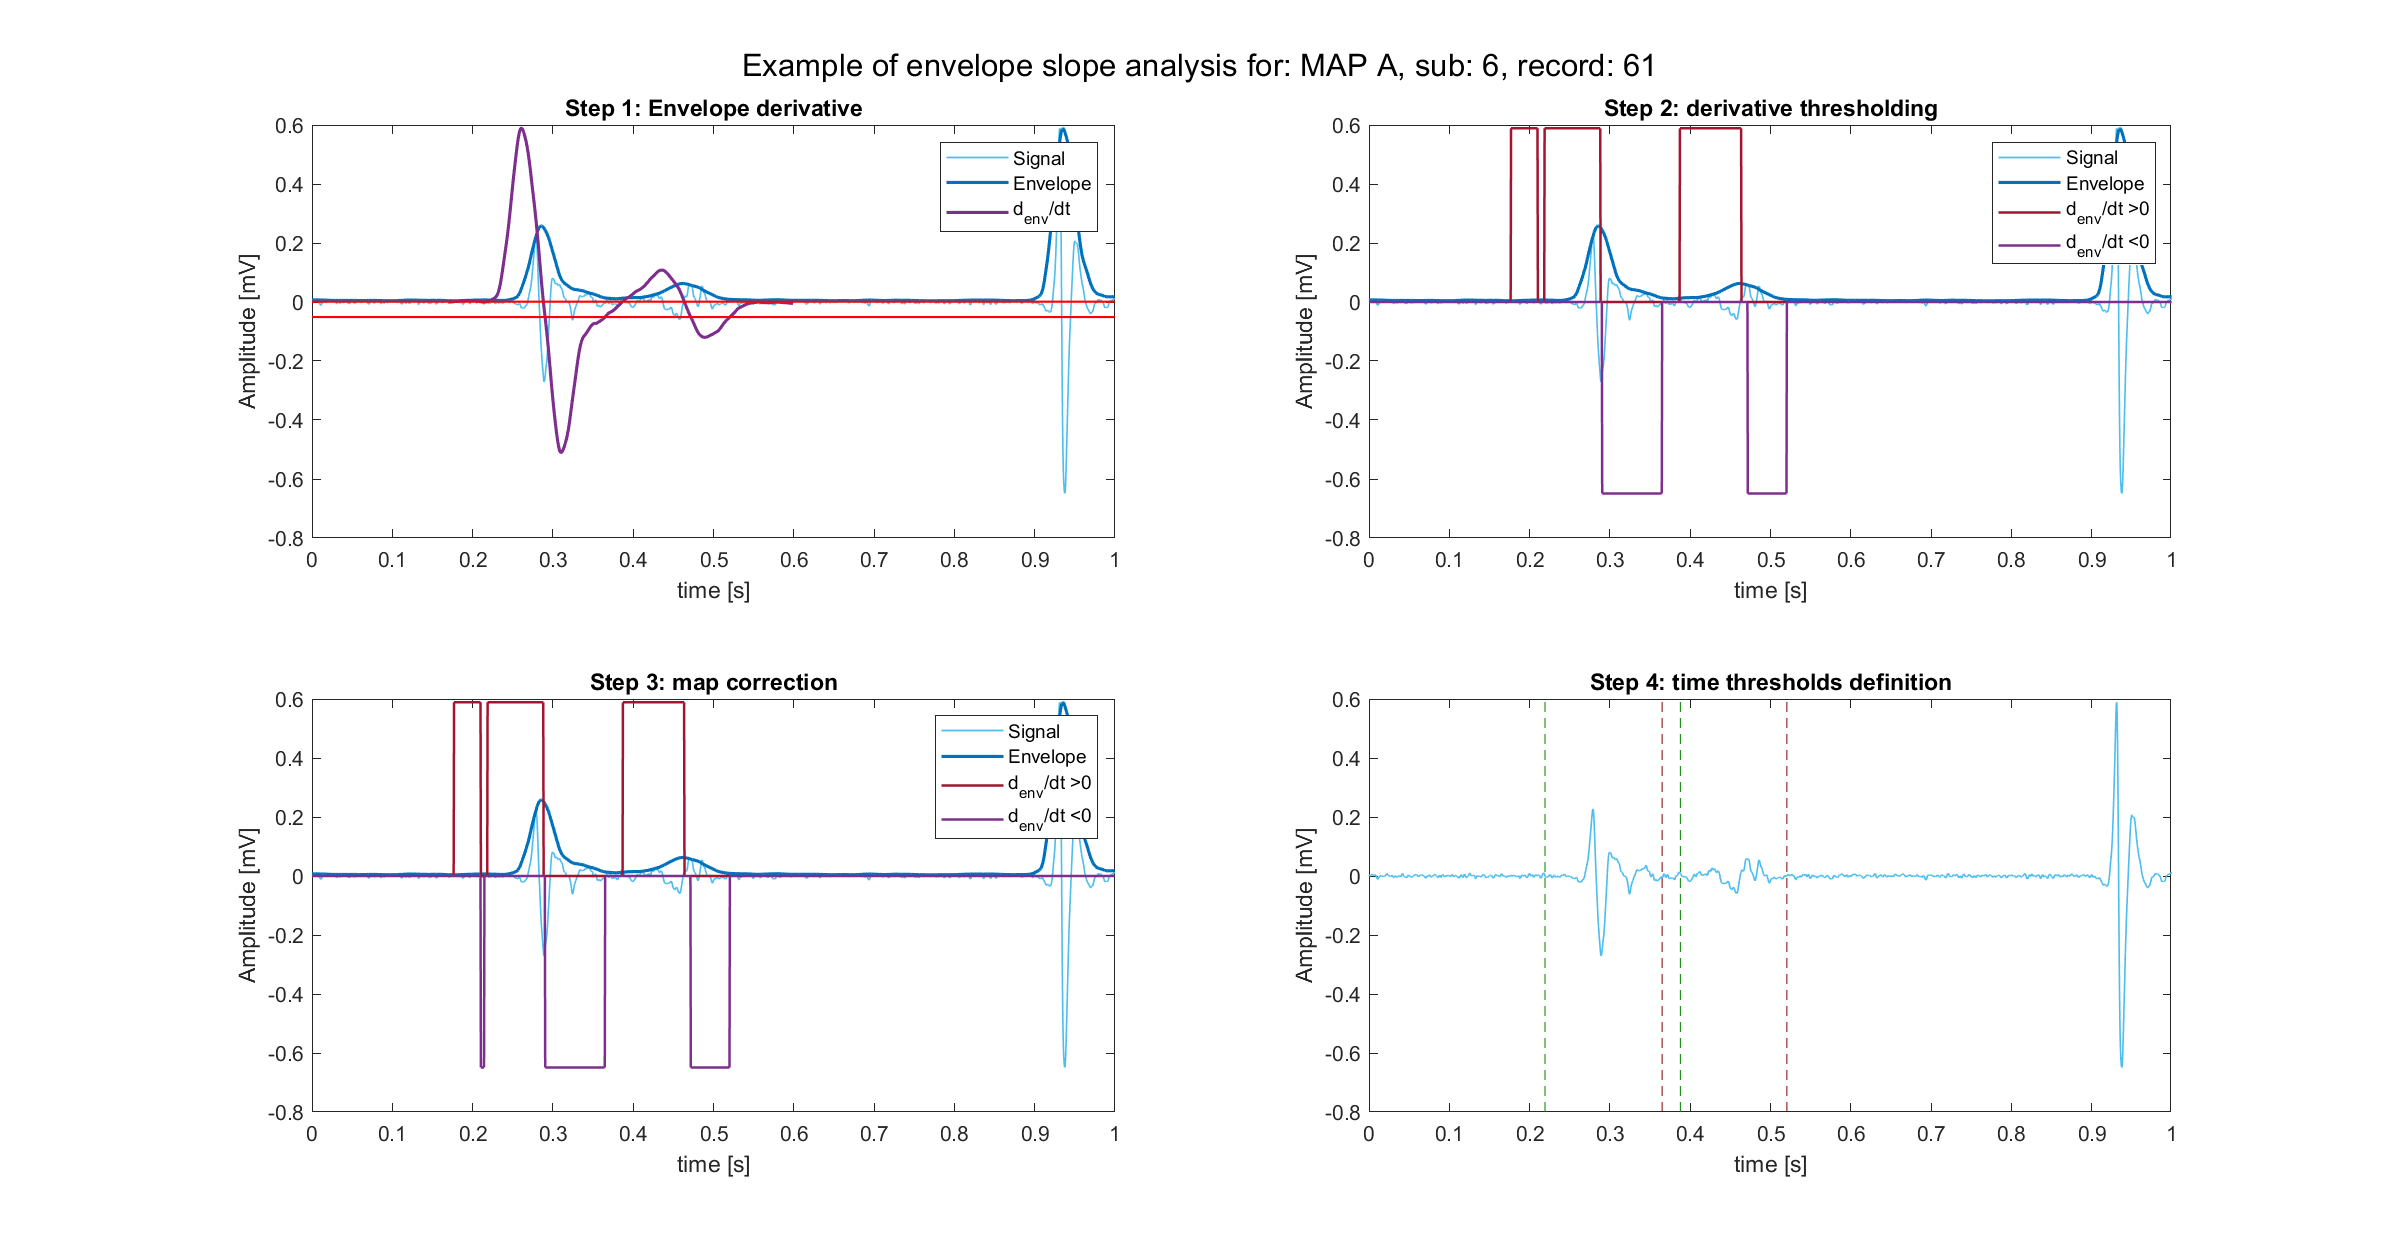 Example of envelope slope analysis for: MAP A, sub: 6, record: 61
Step 1: Envelope derivative
0.6
0.4
0.2
0
-0.2
-0.4
-0.6
-0.8
Amplitude [mV]
Signal
Envelope
d_env/dt
0 0.1 0.2 0.3 0.4 0.5 0.6 0.7 0.8 0.9 1
time [s]
Step 2: derivative thresholding
0.6
0.4
0.2
0
-0.2
-0.4
-0.6
-0.8
Amplitude [mV]
Signal
Envelope
d_env/dt >0
d_env/dt <0
0 0.1 0.2 0.3 0.4 0.5 0.6 0.7 0.8 0.9 1
time [s]
Step 3: map correction
0.6
0.4
0.2
0
-0.2
-0.4
-0.6
-0.8
Amplitude [mV]
Signal
Envelope
d_env/dt >0
d_env/dt <0
0 0.1 0.2 0.3 0.4 0.5 0.6 0.7 0.8 0.9 1
time [s]
Step 4: time thresholds definition
0.6
0.4
0.2
0
-0.2
-0.4
-0.6
-0.8
Amplitude [mV]
0 0.1 0.2 0.3 0.4 0.5 0.6 0.7 0.8 0.9 1
time [s]